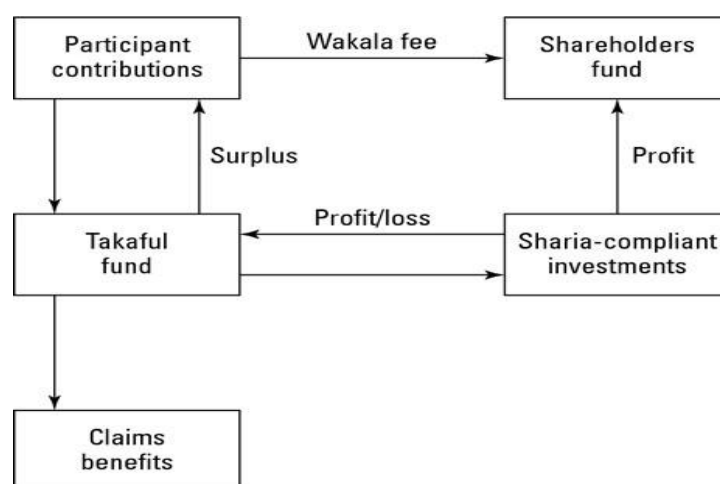 Participant
contributions
Wakala fee
Shareholders
fund
Surplus
Profit
Takaful
fund
Profit/loss
Sharia-compliant
investments
Claims
benefits